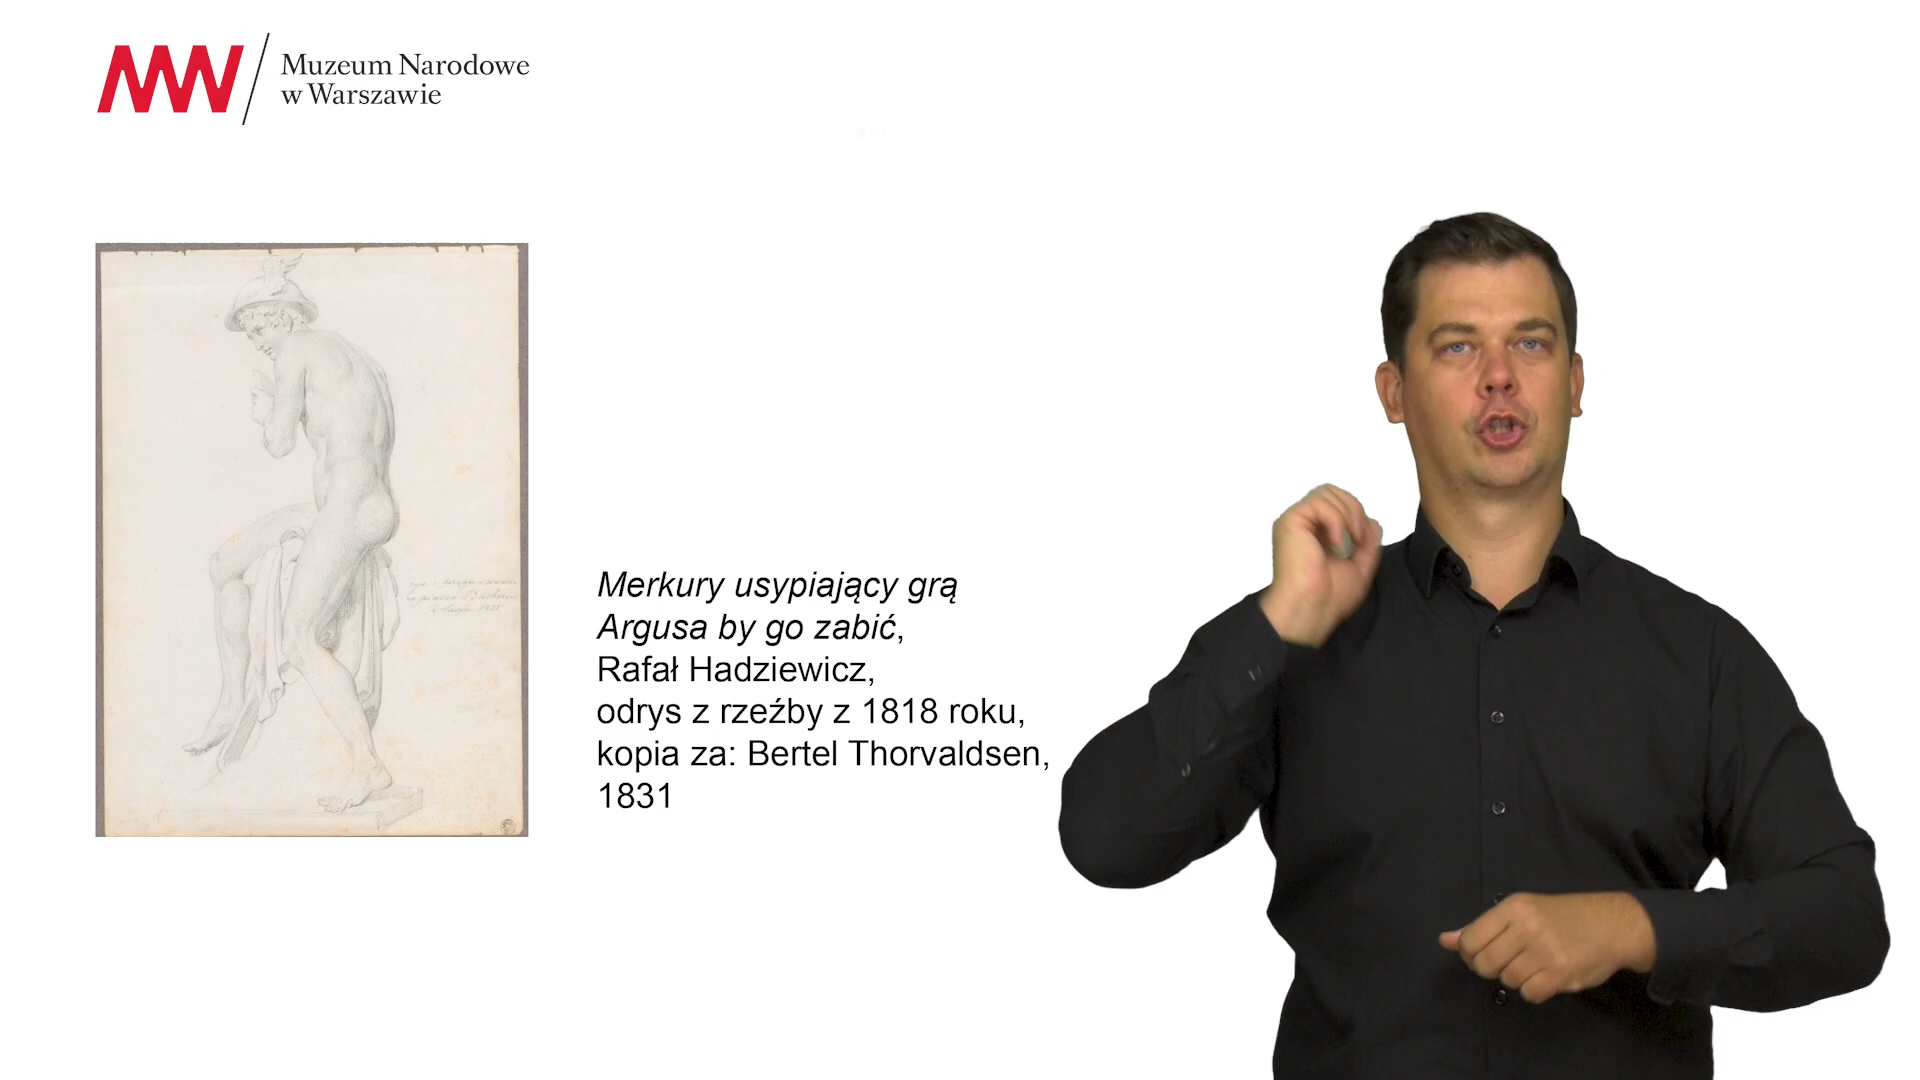 MW
Muzeum Narodowe
w Warszawie
Merkury usypiający grą
Argusa by go zabić,
Rafał Hadziewicz,
odrys z rzeźby z 1818 roku,
kopia za: Bertel Thorvaldsen,
1831